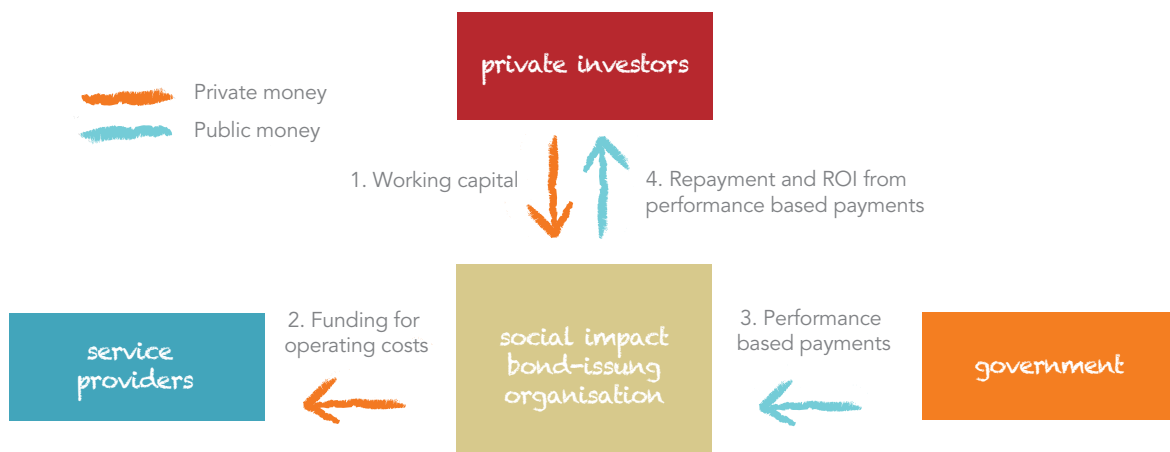 private investors
Private money
Public money
1. Working capital
4. Repayment and ROI from
performance based payments
service
providers
2. Funding for
operating costs
social impact
bond-issung
organisation
3. Performance
based payments
government